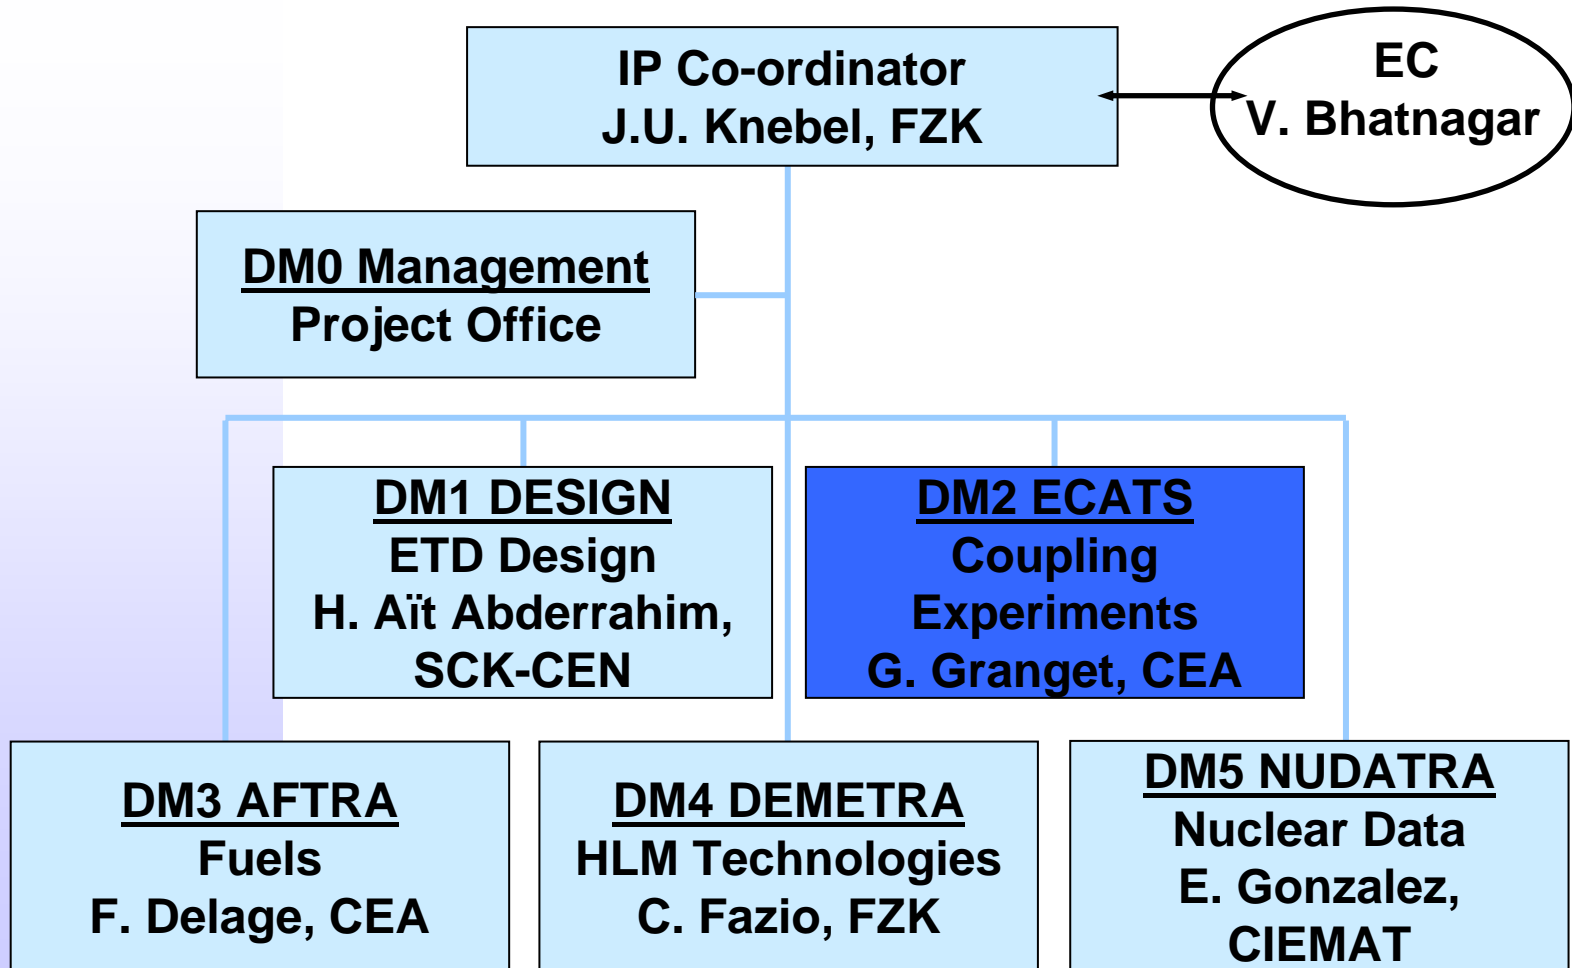 IP Co-ordinator
J.U. Knebel, FZK
EC
V. Bhatnagar
DM0 Management
Project Office
DM1 DESIGN
ETD Design
H. Aït Abderrahim,
SCK-CEN
DM2 ECATS
Coupling
Experiments
G. Granget, CEA
DM3 AFTRA
Fuels
F. Delage, CEA
DM4 DEMETRA
HLM Technologies
C. Fazio, FZK
DM5 NUDATRA
Nuclear Data
E. Gonzalez,
CIEMAT